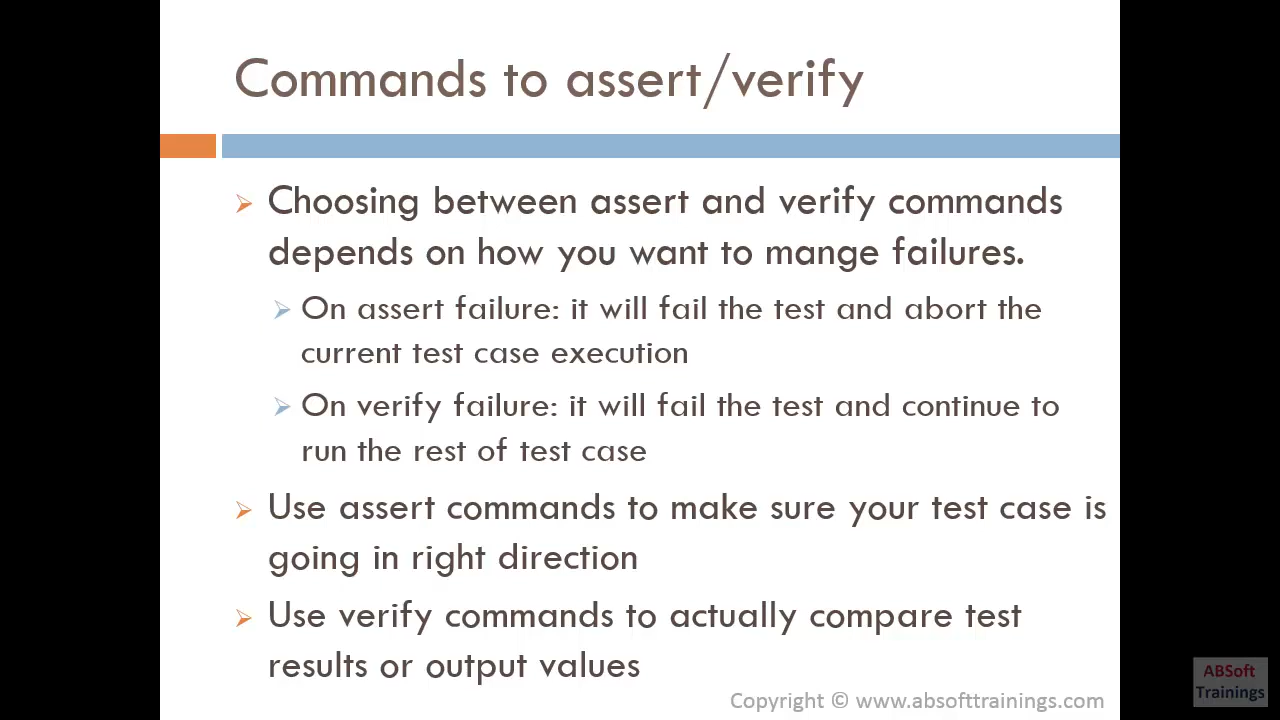 Commands to assert/verify
Choosing between assert and verify commands
depends on how you want to mange failures.
On assert failure: it will fail the test and abort the
current test case execution
On verify failure: it will fail the test and continue to
run the rest of test case
Use assert commands to make sure your test case is
going in right direction
Use verify commands to actually compare test
results or output values
Copyright © www.absofttrainings.com
ABSoft
Trainings